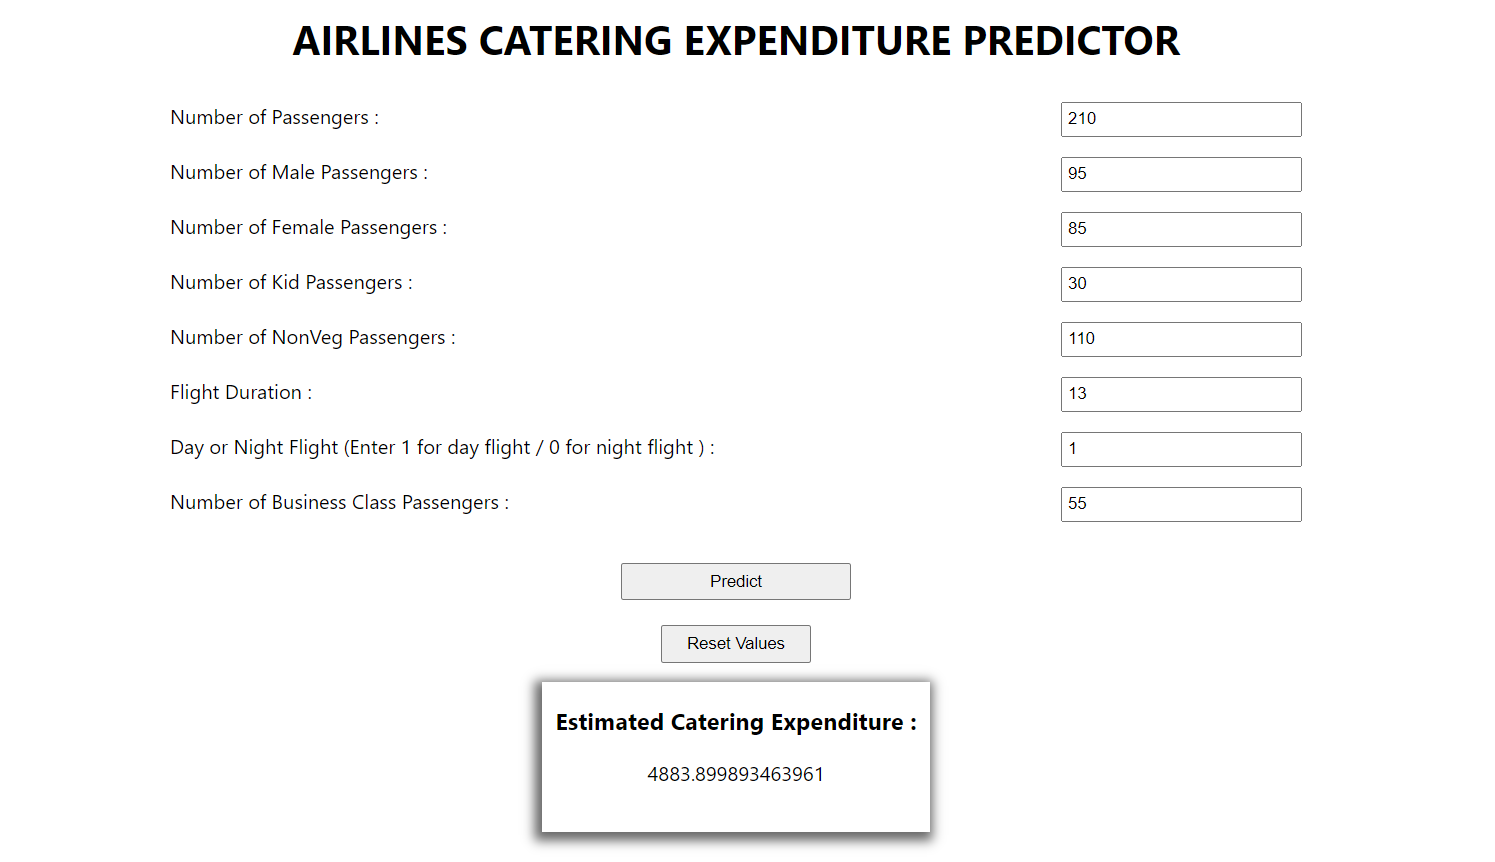 AIRLINES CATERING EXPENDITURE PREDICTOR
Number of Passengers : 210
Number of Male Passengers : 95
Number of Female Passengers : 85
Number of Kid Passengers : 30
Number of NonVeg Passengers : 110
Flight Duration : 13
Day or Night Flight (Enter 1 for day flight / 0 for night flight ) : 1
Number of Business Class Passengers : 55
Predict
Reset Values
Estimated Catering Expenditure :
4883.899893463961